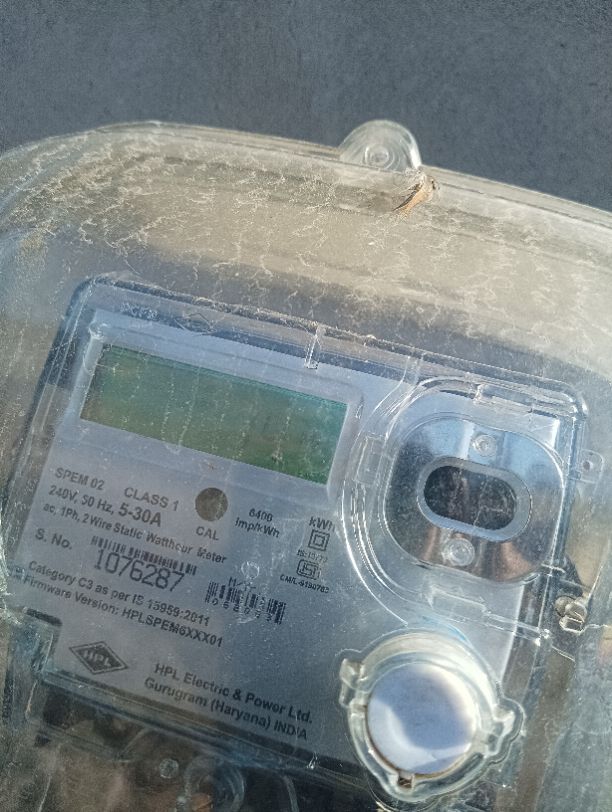 SPEM 02 CLASS 1
240V, 50 Hz, 5-30A
CAL
6400
imp/kWh
kWh
ac, 1Ph, 2 Wire Static Watthour Meter
S. No.
1076287
Category C3 as per IS 15959:2011
Firmware Version: HPLSPEM6XXX01
HPL
HPL Electric & Power Ltd.
Gurugram (Haryana) INDIA